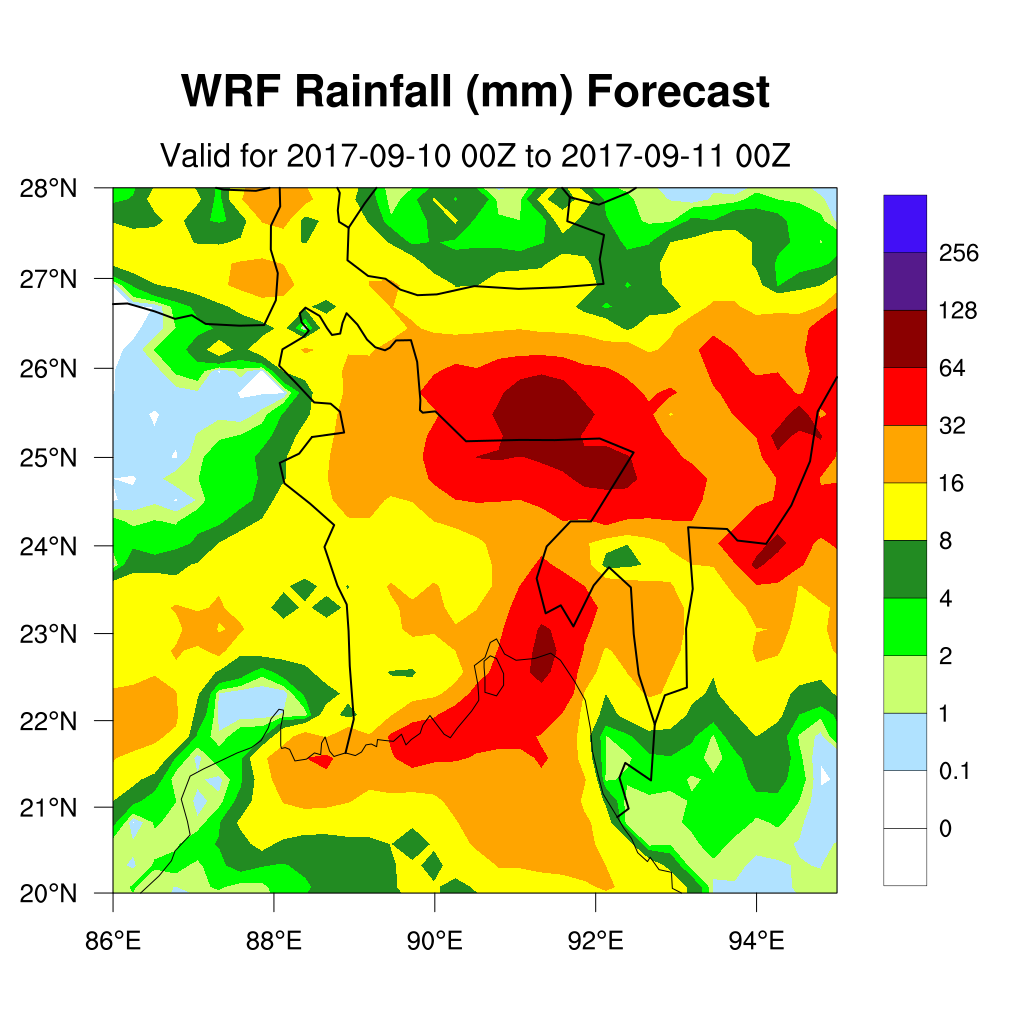 WRF Rainfall (mm) Forecast
Valid for 2017-09-10 00Z to 2017-09-11 00Z
28°N
27°N
26°N
25°N
24°N
23°N
22°N
21°N
20°N
86°E 88°E 90°E 92°E 94°E
256
128
64
32
16
8
4
2
1
0.1
0